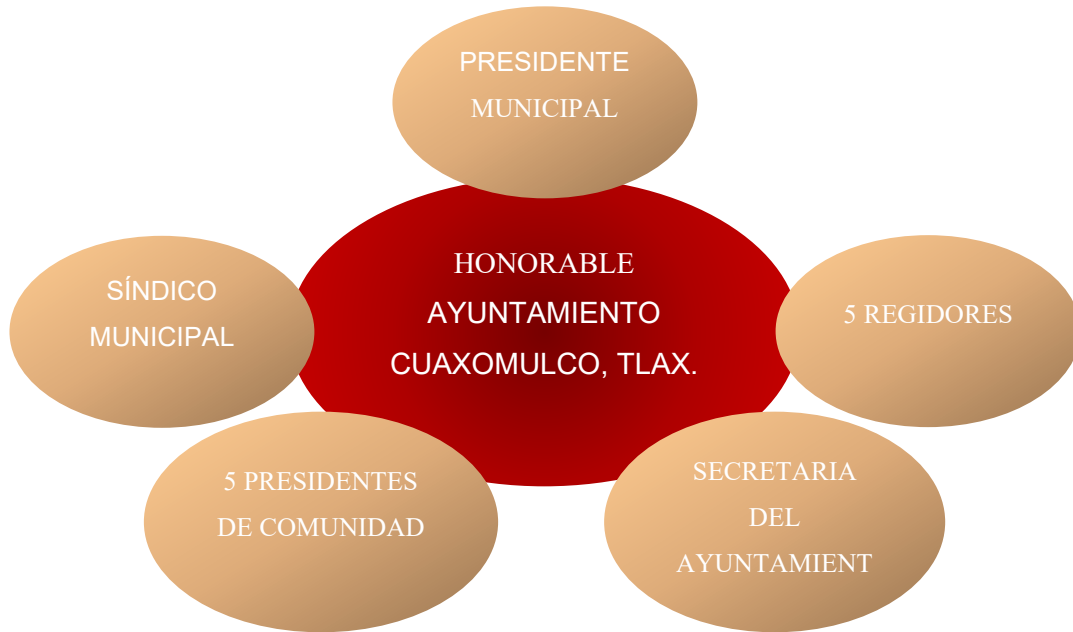 PRESIDENTE
MUNICIPAL
HONORABLE
AYUNTAMIENTO
CUAXOMULCO, TLAX.
SÍNDICO
MUNICIPAL
5 REGIDORES
5 PRESIDENTES
DE COMUNIDAD
SECRETARIA
DEL
AYUNTAMIENT